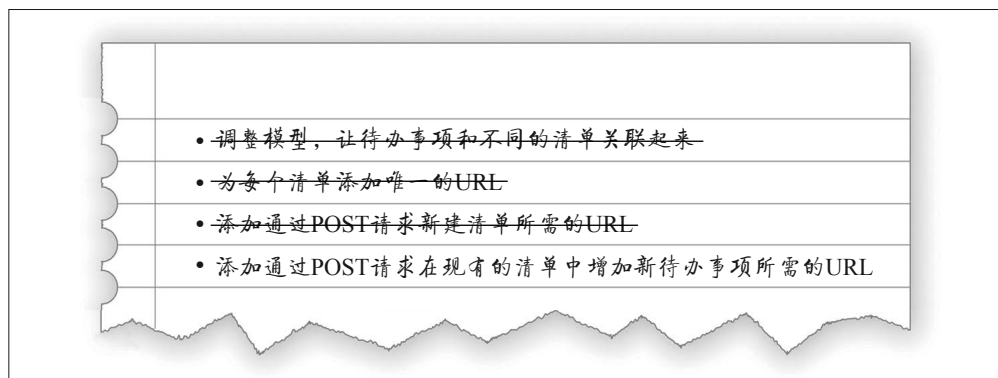 • 调整模型，让待办事项和不同的清单关联起来
• 为每个清单添加唯一的URL
• 添加通过POST请求新建清单所需的URL
• 添加通过POST请求在现有的清单中增加新待办事项所需的URL